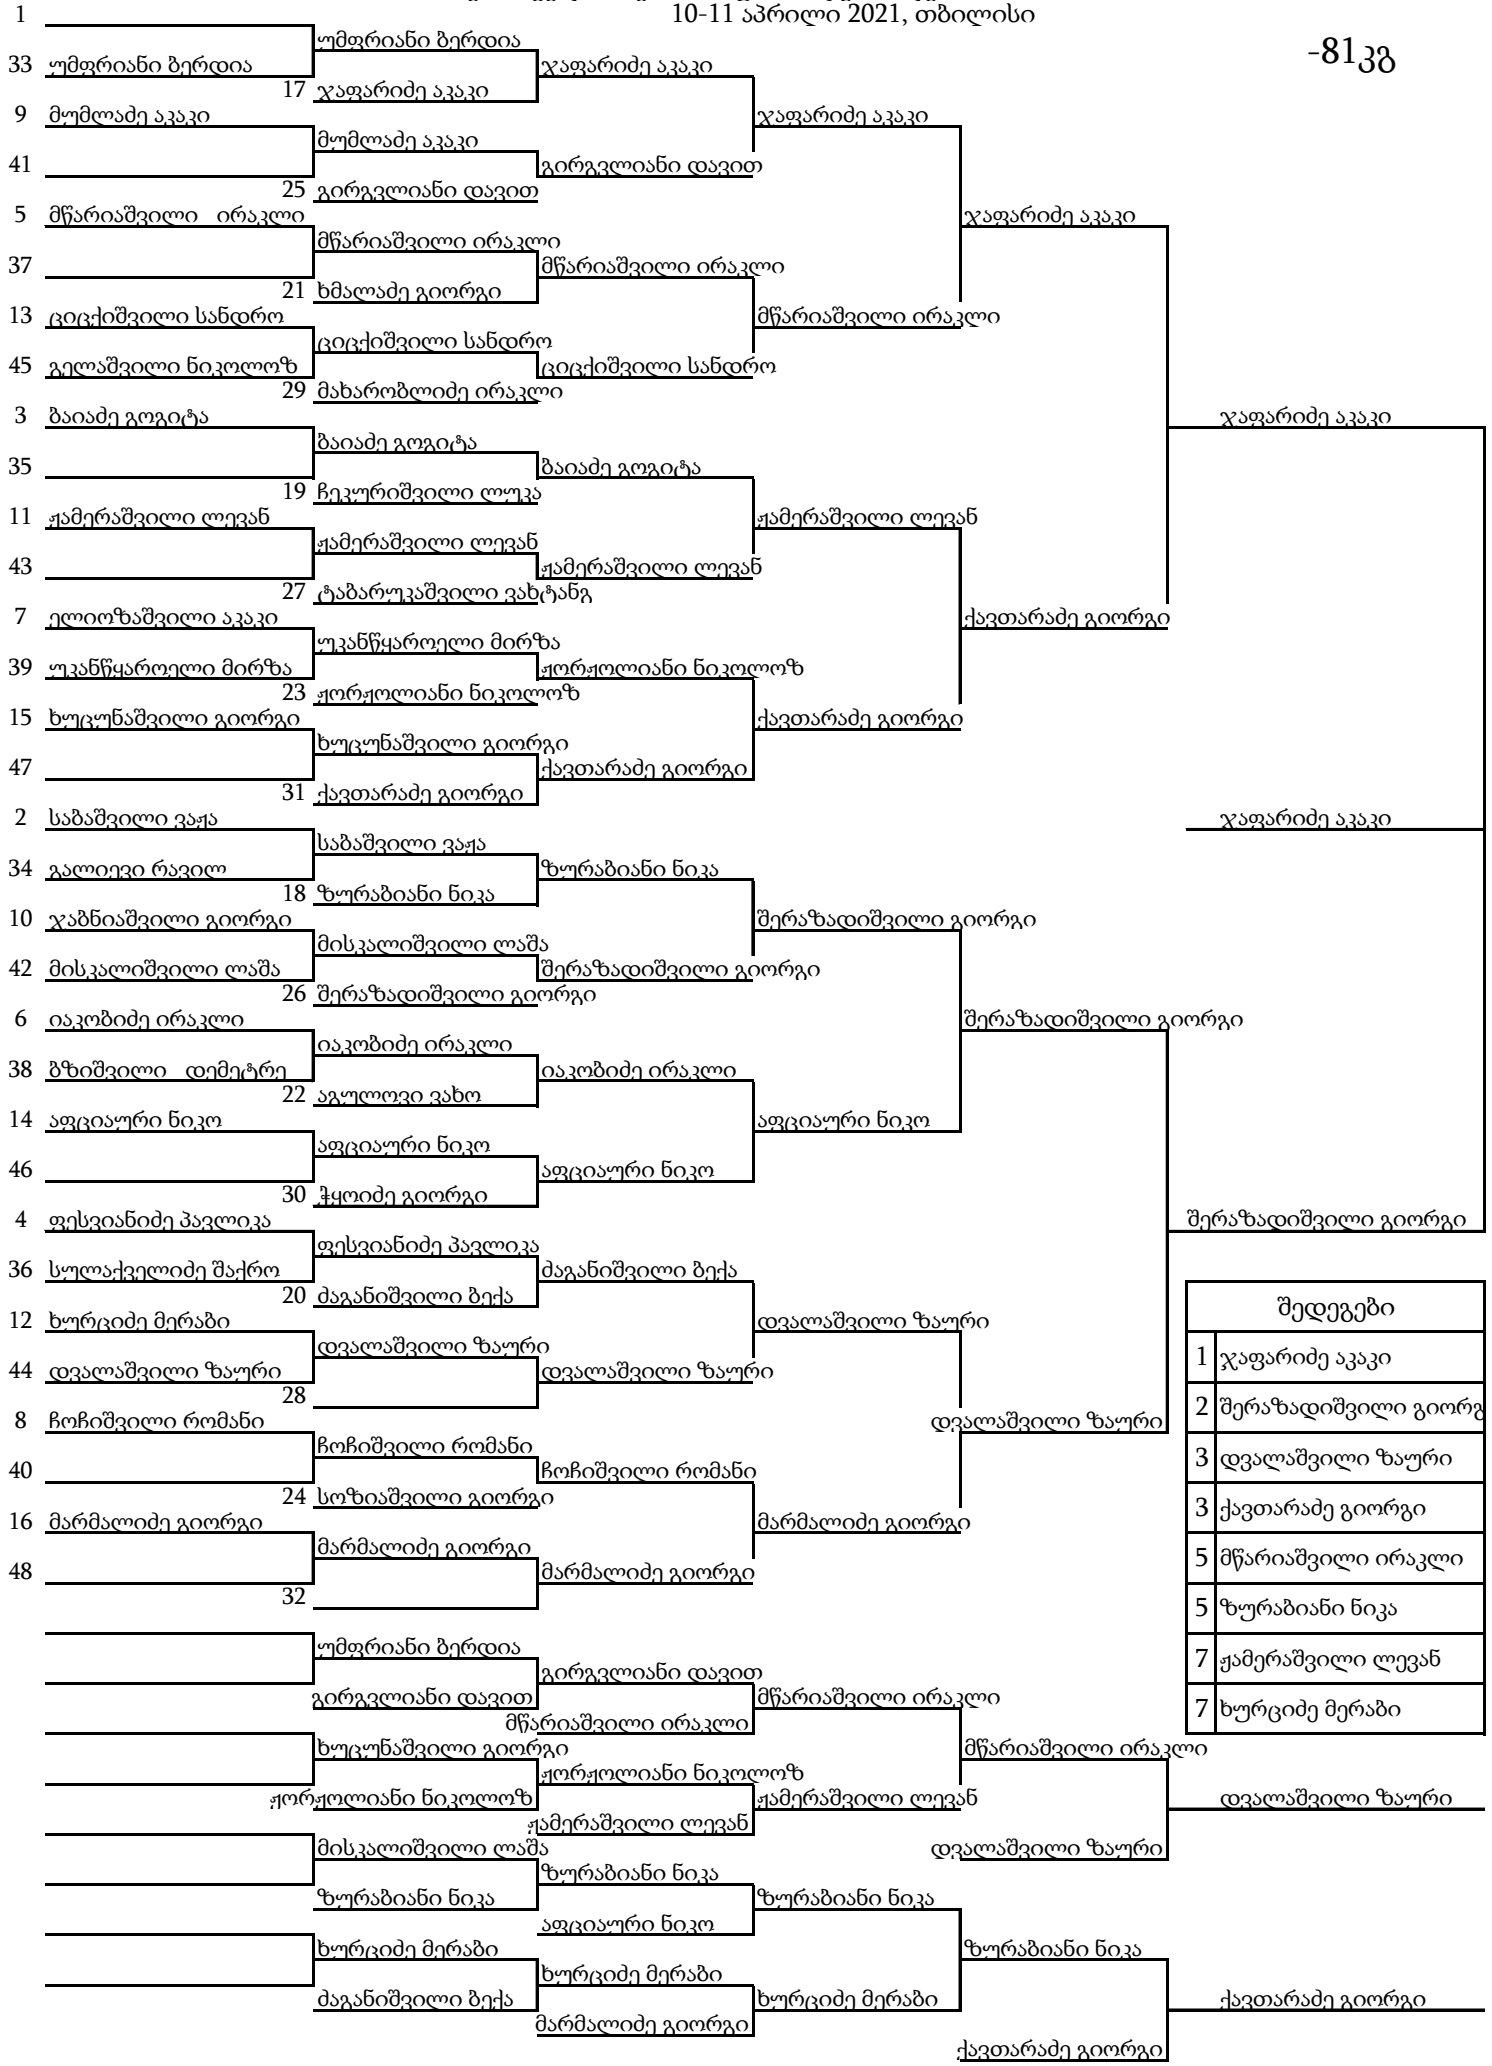 10-11 აპრილი 2021, თბილისი
-81კგ
1
უმფრიანი ბერდია
33 უმფრიანი ბერდია
ჯაფარიძე აკაკი
17 ჯაფარიძე აკაკი
9 მუმლაძე აკაკი
ჯაფარიძე აკაკი
მუმლაძე აკაკი
41
გირგვლიანი დავით
25 გირგვლიანი დავით
5 მწარიაშვილი ირაკლი
ჯაფარიძე აკაკი
მწარიაშვილი ირაკლი
37
მწარიაშვილი ირაკლი
21 ხმალაძე გიორგი
13 ციცქიშვილი სანდრო
მწარიაშვილი ირაკლი
ციცქიშვილი სანდრო
45 გელაშვილი ნიკოლოზ
ციცქიშვილი სანდრო
29 მახარობლიძე ირაკლი
3 ბაიაძე გოგიტა
ჯაფარიძე აკაკი
ბაიაძე გოგიტა
35
ბაიაძე გოგიტა
19 ჩეკურიშვილი ლუკა
11 ჟამერაშვილი ლევან
ჟამერაშვილი ლევან
ჟამერაშვილი ლევან
43
ჟამერაშვილი ლევან
27 ტაბარუკაშვილი ვახტანგ
7 ელიოზაშვილი აკაკი
ქავთარაძე გიორგი
უკანწყაროელი მირზა
39 უკანწყაროელი მირზა
ჟორჟოლიანი ნიკოლოზ
23 ჟორჟოლიანი ნიკოლოზ
15 ხუცუნაშვილი გიორგი
ქავთარაძე გიორგი
ხუცუნაშვილი გიორგი
47
ქავთარაძე გიორგი
31 ქავთარაძე გიორგი
2 საბაშვილი ვაჟა
ჯაფარიძე აკაკი
საბაშვილი ვაჟა
34 გალიევი რავილ
ზურაბიანი ნიკა
18 ზურაბიანი ნიკა
10 ჯაბნიაშვილი გიორგი
შერაზადიშვილი გიორგი
მისკალიშვილი ლაშა
42 მისკალიშვილი ლაშა
შერაზადიშვილი გიორგი
26 შერაზადიშვილი გიორგი
6 იაკობიძე ირაკლი
შერაზადიშვილი გიორგი
იაკობიძე ირაკლი
38 ბზიშვილი დემეტრე
იაკობიძე ირაკლი
22 აგულოვი ვახო
14 აფციაური ნიკო
აფციაური ნიკო
აფციაური ნიკო
46
აფციაური ნიკო
30 ჭყოიძე გიორგი
4 ფესვიანიძე პავლიკა
შერაზადიშვილი გიორგი
ფესვიანიძე პავლიკა
36 სულაქველიძე შაქრო
ძაგანიშვილი ბექა
20 ძაგანიშვილი ბექა
შედეგები
12 ხურციძე მერაბი
დვალაშვილი ზაური
დვალაშვილი ზაური
1 ჯაფარიძე აკაკი
44 დვალაშვილი ზაური
დვალაშვილი ზაური
28
2 შერაზადიშვილი გიორგ
8 ჩოჩიშვილი რომანი
დვალაშვილი ზაური
ჩოჩიშვილი რომანი
3 დვალაშვილი ზაური
40
ჩოჩიშვილი რომანი
24 სოზიაშვილი გიორგი
3 ქავთარაძე გიორგი
16 მარმალიძე გიორგი
მარმალიძე გიორგი
მარმალიძე გიორგი
5 მწარიაშვილი ირაკლი
48
მარმალიძე გიორგი
32
5 ზურაბიანი ნიკა
უმფრიანი ბერდია
7 ჟამერაშვილი ლევან
გირგვლიანი დავით
გირგვლიანი დავით
მწარიაშვილი ირაკლი
7 ხურციძე მერაბი
მწარიაშვილი ირაკლი
ხუცუნაშვილი გიორგი
მწარიაშვილი ირაკლი
ჟორჟოლიანი ნიკოლოზ
ჟორჟოლიანი ნიკოლოზ
ჟამერაშვილი ლევან
დვალაშვილი ზაური
ჟამერაშვილი ლევან
მისკალიშვილი ლაშა
დვალაშვილი ზაური
ზურაბიანი ნიკა
ზურაბიანი ნიკა
ზურაბიანი ნიკა
აფციაური ნიკო
ხურციძე მერაბი
ზურაბიანი ნიკა
ხურციძე მერაბი
ძაგანიშვილი ბექა
ხურციძე მერაბი
ქავთარაძე გიორგი
მარმალიძე გიორგი
ქავთარაძე გიორგი